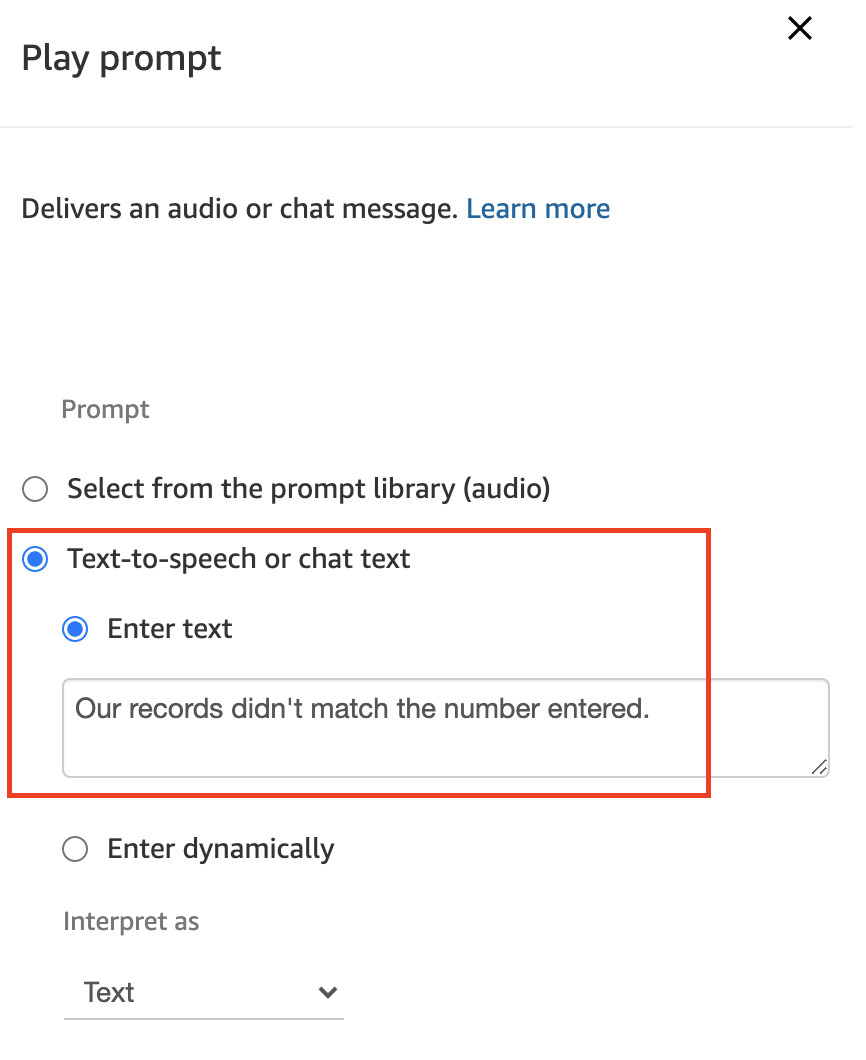 Play prompt
Delivers an audio or chat message. Learn more
Prompt
Select from the prompt library (audio)
Text-to-speech or chat text
Enter text
Our records didn't match the number entered.
Enter dynamically
Interpret as
Text